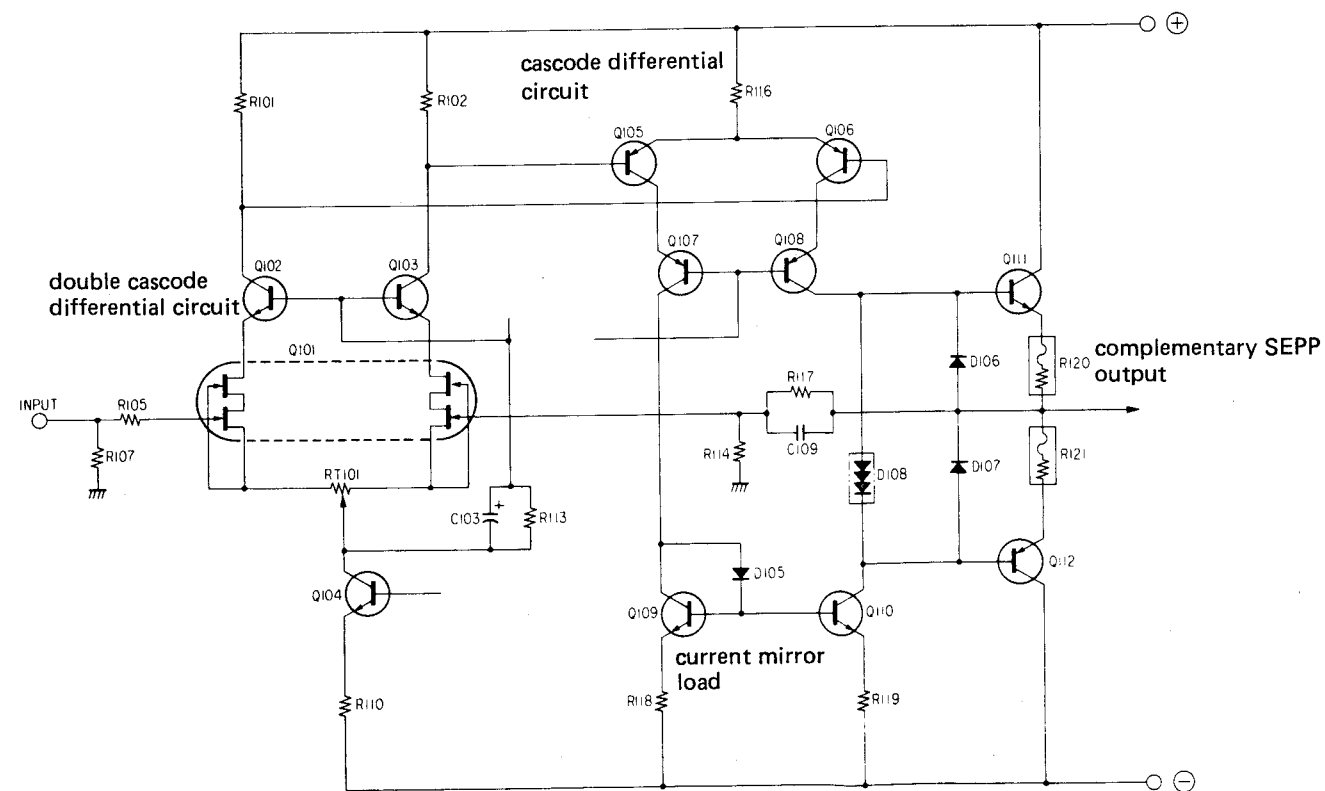 ⊕
cascode differential
circuit
R101
R102
R116
Q105
Q106
Q107
Q108
Q102
Q103
Q111
double cascode
differential circuit
Q101
D106
R120
complementary SEPP
output
INPUT
R105
R117
R107
R114
C109
D108
D107
R121
RT101
C103
+
R113
D105
Q112
Q104
Q109
Q110
current mirror
load
R110
R118
R119
⊖